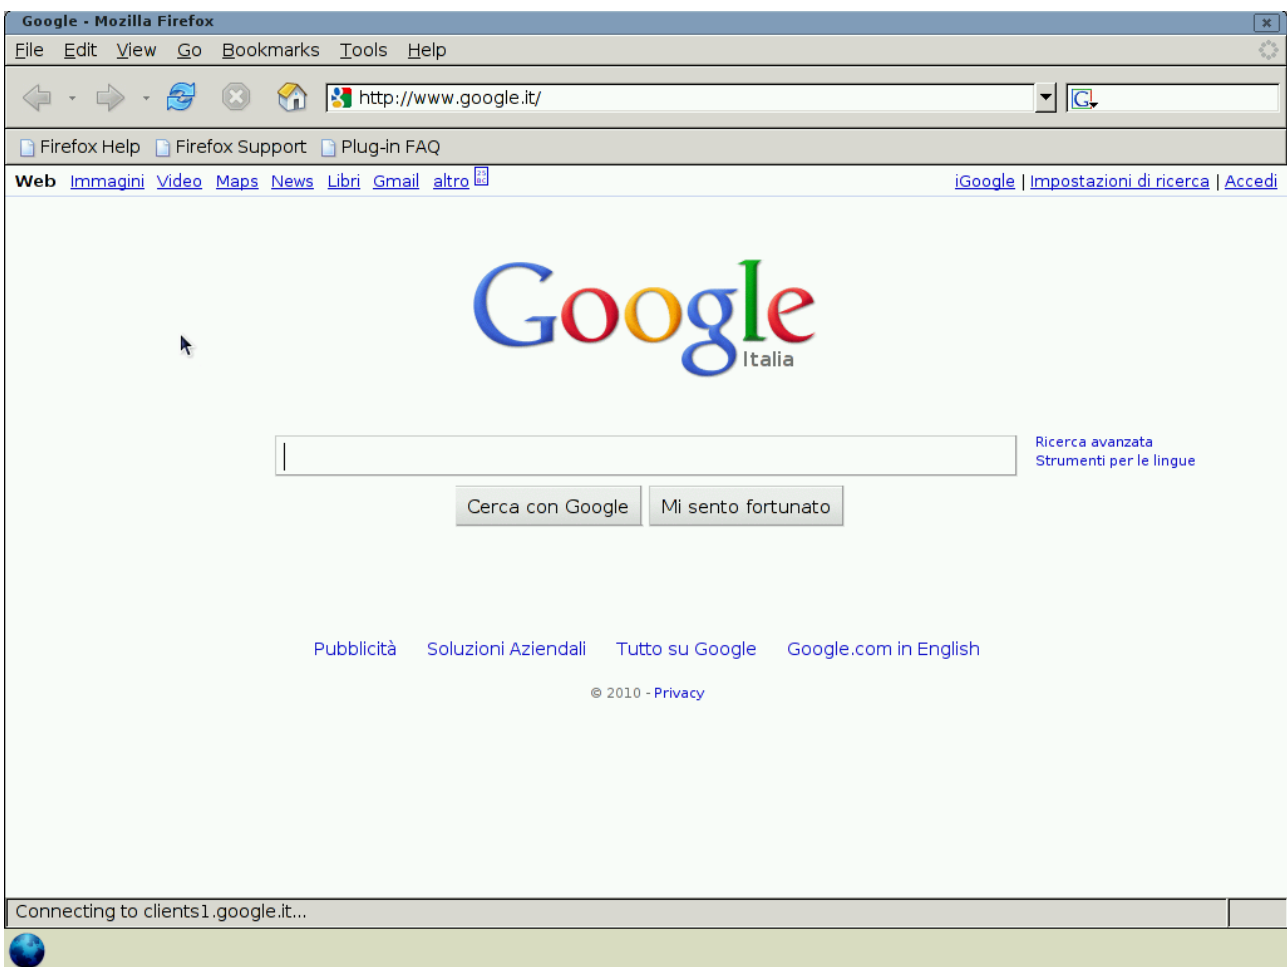 Google - Mozilla Firefox
File Edit View Go Bookmarks Tools Help
http://www.google.it/ G
Firefox Help Firefox Support Plug-in FAQ
Web Immagini Video Maps News Libri Gmail altro iGoogle | Impostazioni di ricerca | Accedi
Google
Italia
Ricerca avanzata
Strumenti per le lingue
Cerca con Google Mi sento fortunato
Pubblicità Soluzioni Aziendali Tutto su Google Google.com in English
© 2010 - Privacy
Connecting to clients1.google.it...